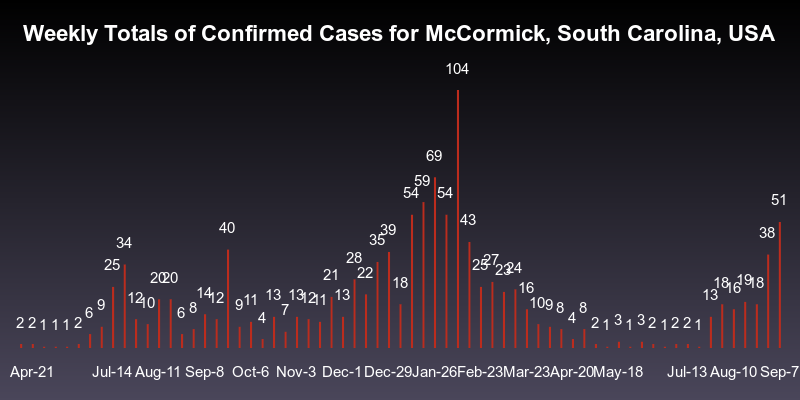 Weekly Totals of Confirmed Cases for McCormick, South Carolina, USA
2 2 1 1 1 2 6 9 25 34 12 10 20 20 6 8 14 12 40 9 11 4 13 7 13 12 11 21 13 28 22 35 39 18 54 59 69 54 104 43 25 27 23 24 16 10 9 8 4 8 2 1 3 1 3 2 1 2 2 1 13 18 16 19 18 38 51
Apr-21 Jul-14 Aug-11 Sep-8 Oct-6 Nov-3 Dec-1 Dec-29 Jan-26 Feb-23 Mar-23 Apr-20 May-18 Jul-13 Aug-10 Sep-7